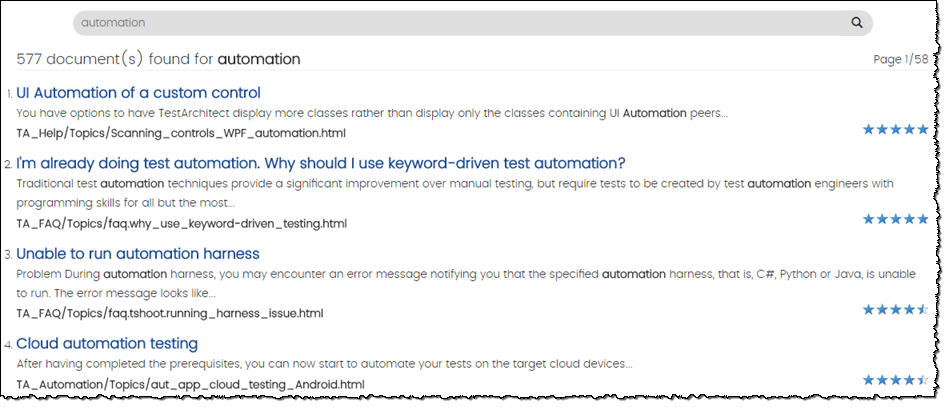 automation
577 document(s) found for automation
Page 1/58
1. UI Automation of a custom control
You have options to have TestArchitect display more classes rather than display only the classes containing UI Automation peers...
TA_Help/Topics/Scanning_controls_WPF_automation.html
2. I'm already doing test automation. Why should I use keyword-driven test automation?
Traditional test automation techniques provide a significant improvement over manual testing, but require tests to be created by test automation engineers with
programming skills for all but the most...
TA_FAQ/Topics/faq.why_use_keyword-driven_testing.html
3. Unable to run automation harness
Problem During automation harness, you may encounter an error message notifying you that the specified automation harness, that is, C#, Python or Java, is unable
to run. The error message looks like...
TA_FAQ/Topics/faq.tshoot.running_harness_issue.html
4. Cloud automation testing
After having completed the prerequisites, you can now start to automate your tests on the target cloud devices...
TA_Automation/Topics/aut_app_cloud_testing_Android.html